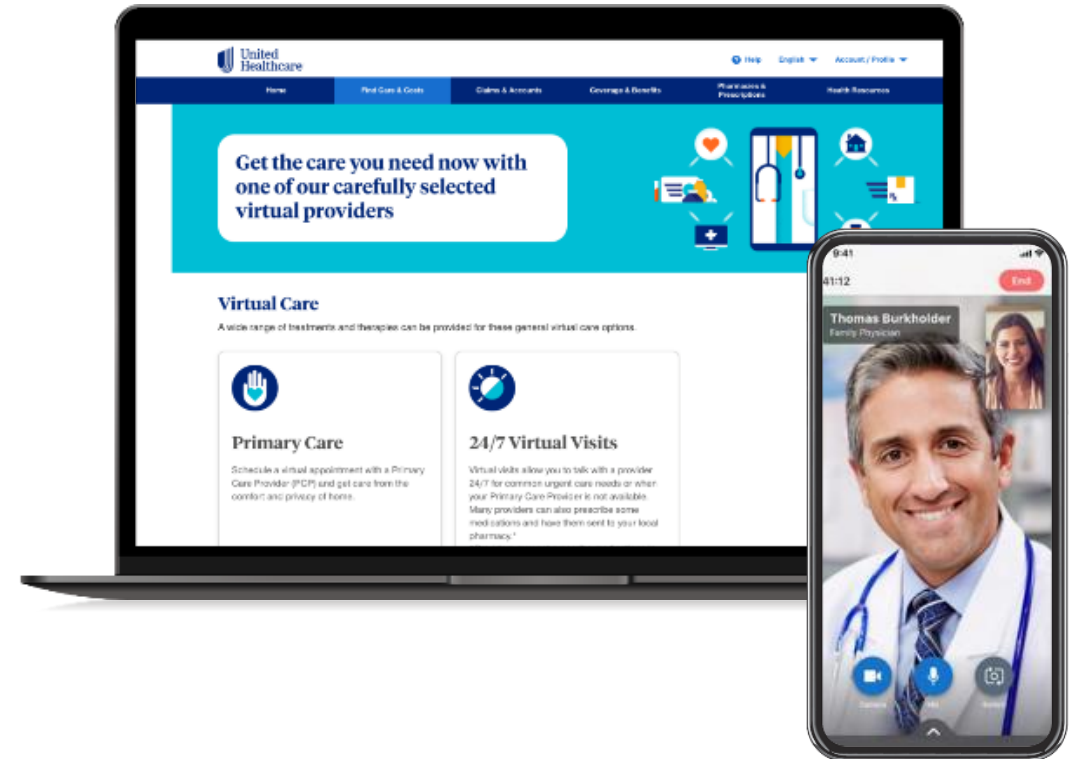 United
Healthcare
Help English Account / Profile
Home Find Care & Costs Claims & Accounts Coverage & Benefits Pharmacies & Prescriptions Health Resources
Get the care you need now with
one of our carefully selected
virtual providers
Virtual Care
A wide range of treatments and therapies can be provided for these general virtual care options.
Primary Care
Schedule a virtual appointment with a Primary
Care Provider (PCP) and get care from the
comfort and privacy of home.
24/7 Virtual Visits
Virtual visits allow you to talk with a provider
24/7 for common urgent care needs or when
your Primary Care Provider is not available.
Many providers can also prescribe some
medications and have them sent to your local
pharmacy.*
9:41
41:12 End
Thomas Burkholder
Family Physician
Camera Mic